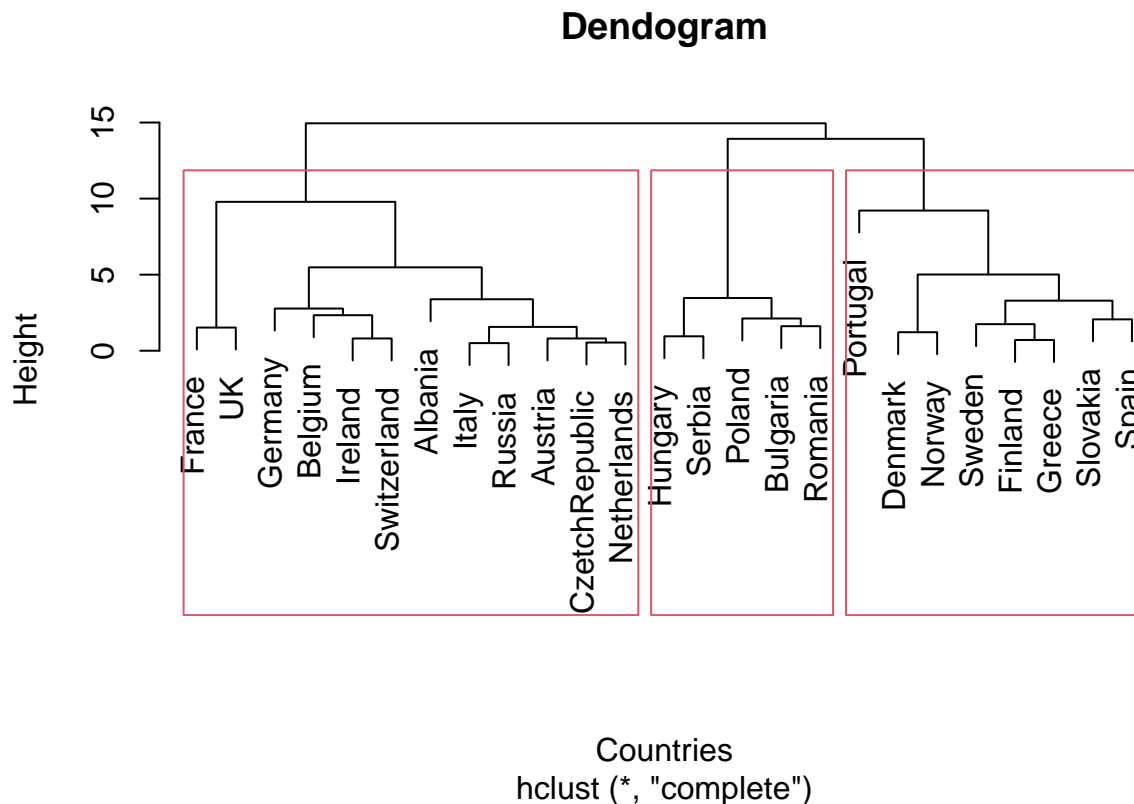 Dendogram
Height
15
10
5
0
France
UK
Germany
Belgium
Ireland
Switzerland
Albania
Italy
Russia
Austria
CzetchRepublic
Netherlands
Hungary
Serbia
Poland
Bulgaria
Romania
Portugal
Denmark
Norway
Sweden
Finland
Greece
Slovakia
Spain
Countries
hclust (*, "complete")